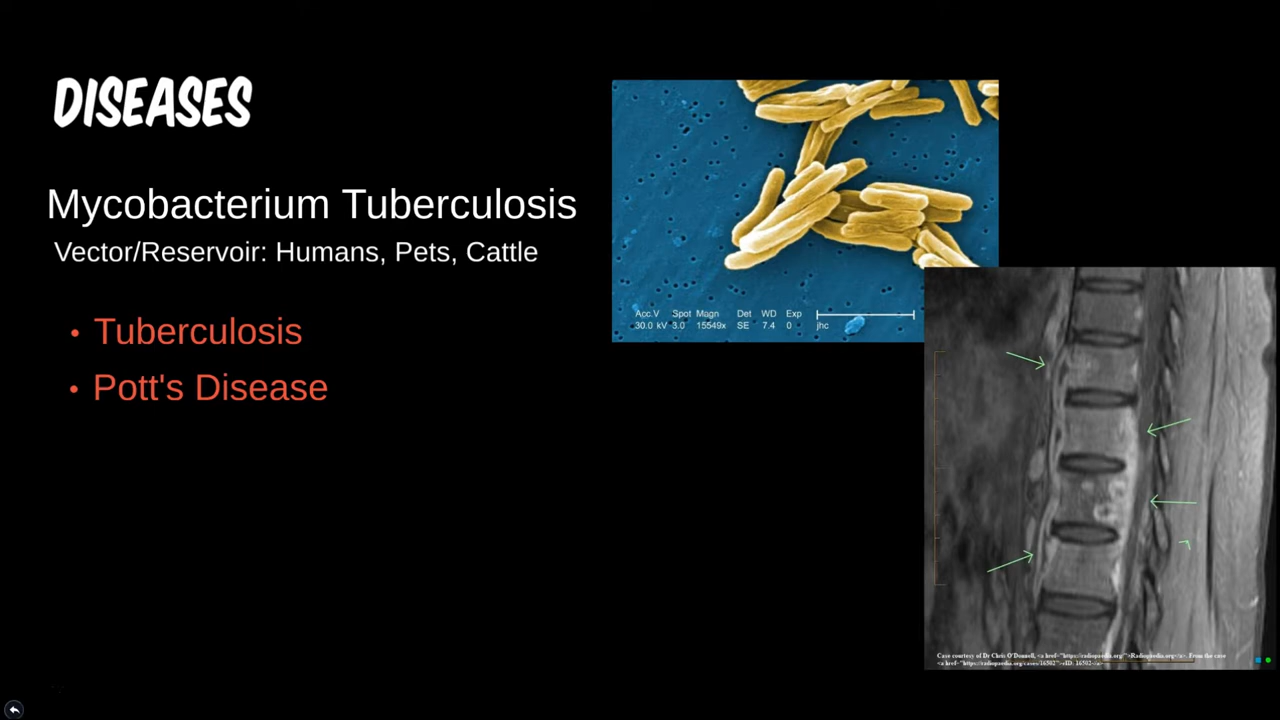 DISEASES
Mycobacterium Tuberculosis
Vector/Reservoir: Humans, Pets, Cattle
• Tuberculosis
• Pott's Disease
Acc.V Spot Magn Det WD Exp
30.0 kV 3.0 15549x SE 7.4 0 jhc
Case courtesy of Dr Chris O'Donnell, <a href="https://radiopaedia.org/">Radiopaedia.org</a>. From the case
<a href="https://radiopaedia.org/cases/16502">rID: 16502</a>